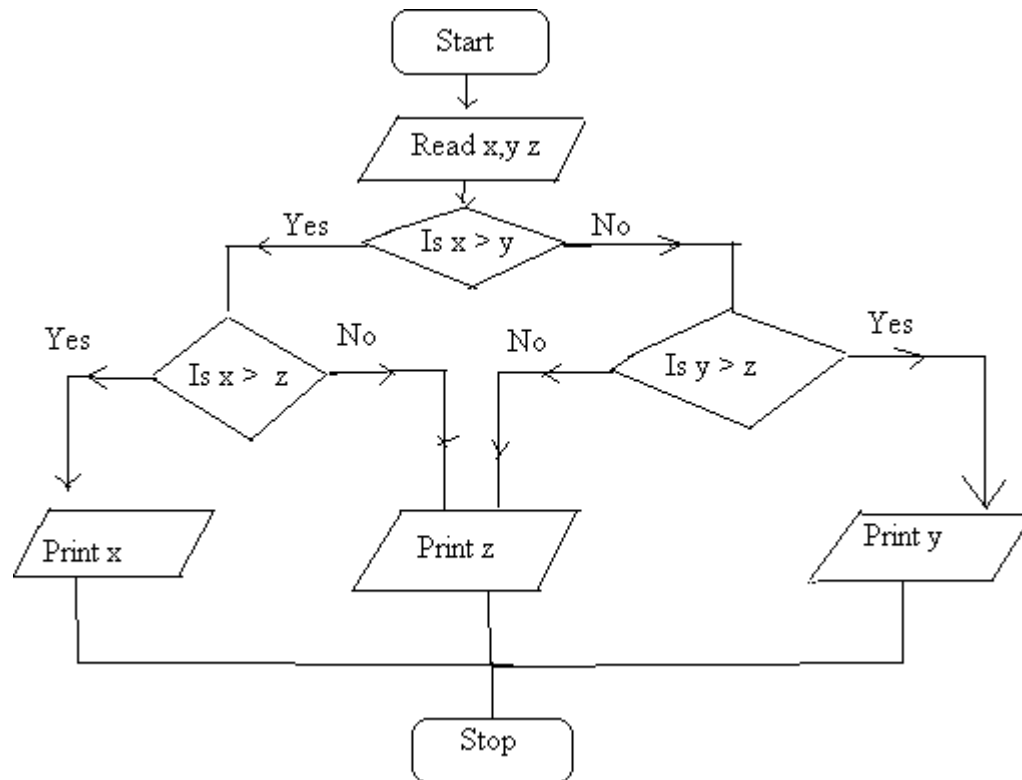 Start
Read x,y z
Is x > y
Yes
No
Is x > z
Yes
No
Is y > z
No
Yes
Print x
Print z
Print y
Stop